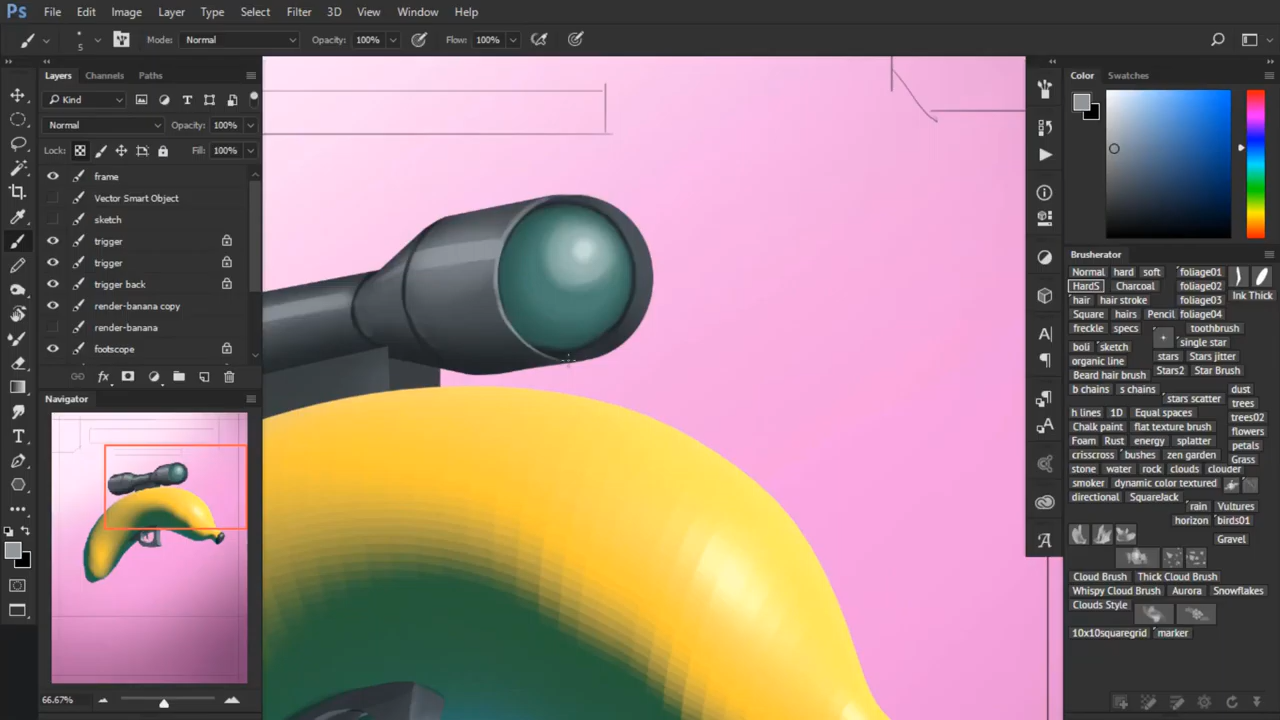 Ps File Edit Image Layer Type Select Filter 3D View Window Help
5 Mode: Normal Opacity: 100% Flow: 100%
Layers Channels Paths
Kind
Normal Opacity: 100%
Lock: Fill: 100%
frame
Vector Smart Object
sketch
trigger
trigger
trigger back
render-banana copy
render-banana
footscope
fx
Navigator
66.67%
Color Swatches
Brusherator
Normal hard soft foliage01
HardS Charcoal foliage02 Ink Thick
hair hair stroke foliage03
Square hairs Pencil foliage04
freckle specs toothbrush
boli sketch single star
organic line stars Stars jitter
Beard hair brush Stars2 Star Brush
b chains s chains stars scatter dust
h lines 1D Equal spaces trees
Chalk paint flat texture brush trees02
Foam Rust energy splatter flowers
crisscross bushes zen garden petals
stone water rock clouds clouder Grass
smoker dynamic color textured
directional SquareJack
rain Vultures
horizon birds01
Gravel
Cloud Brush Thick Cloud Brush
Whispy Cloud Brush Aurora Snowflakes
Clouds Style
10x10squaregrid marker